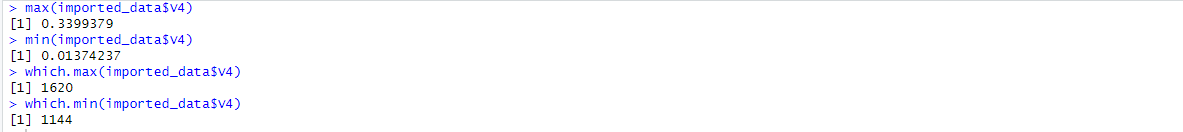 > max(imported_data$V4)
[1] 0.3399379
> min(imported_data$V4)
[1] 0.01374237
> which.max(imported_data$V4)
[1] 1620
> which.min(imported_data$V4)
[1] 1144